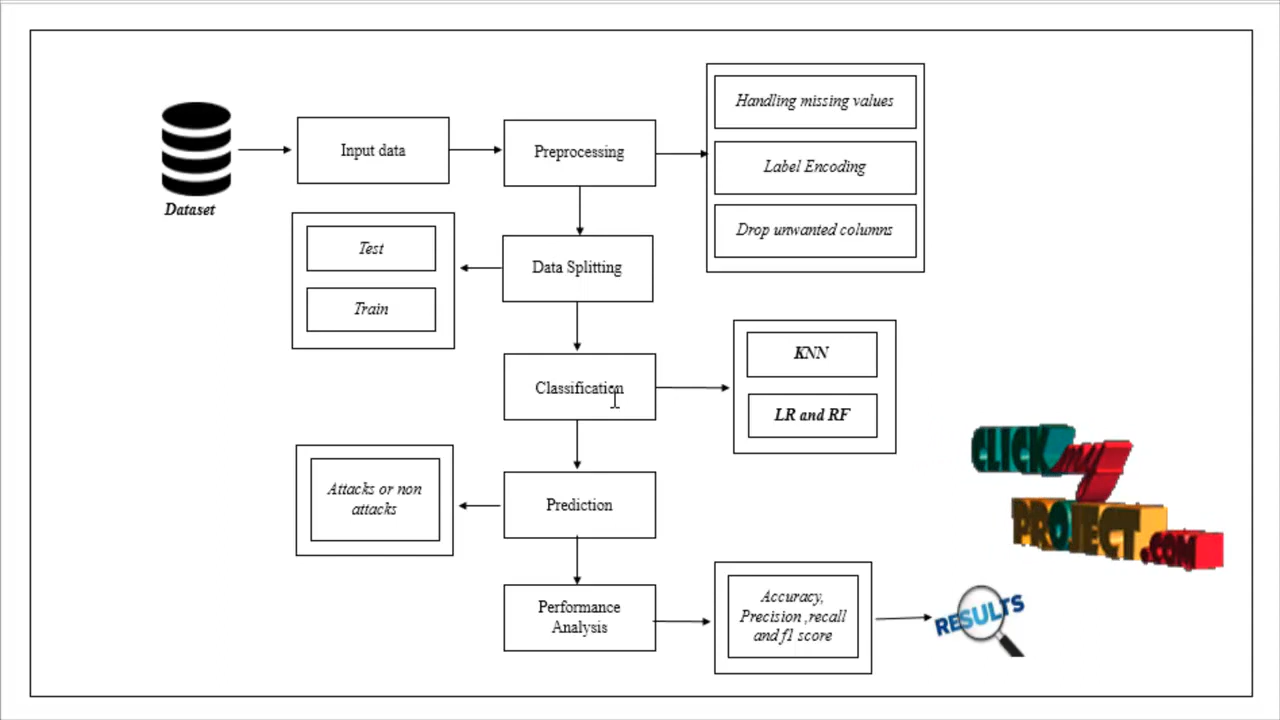 Dataset
Input data
Preprocessing
Handling missing values
Label Encoding
Drop unwanted columns
Test
Train
Data Splitting
Classification
KNN
LR and RF
Attacks or non
attacks
Prediction
Performance
Analysis
Accuracy,
Precision ,recall
and f1 score
RESULTS
CLICK my
PROJECT.COM